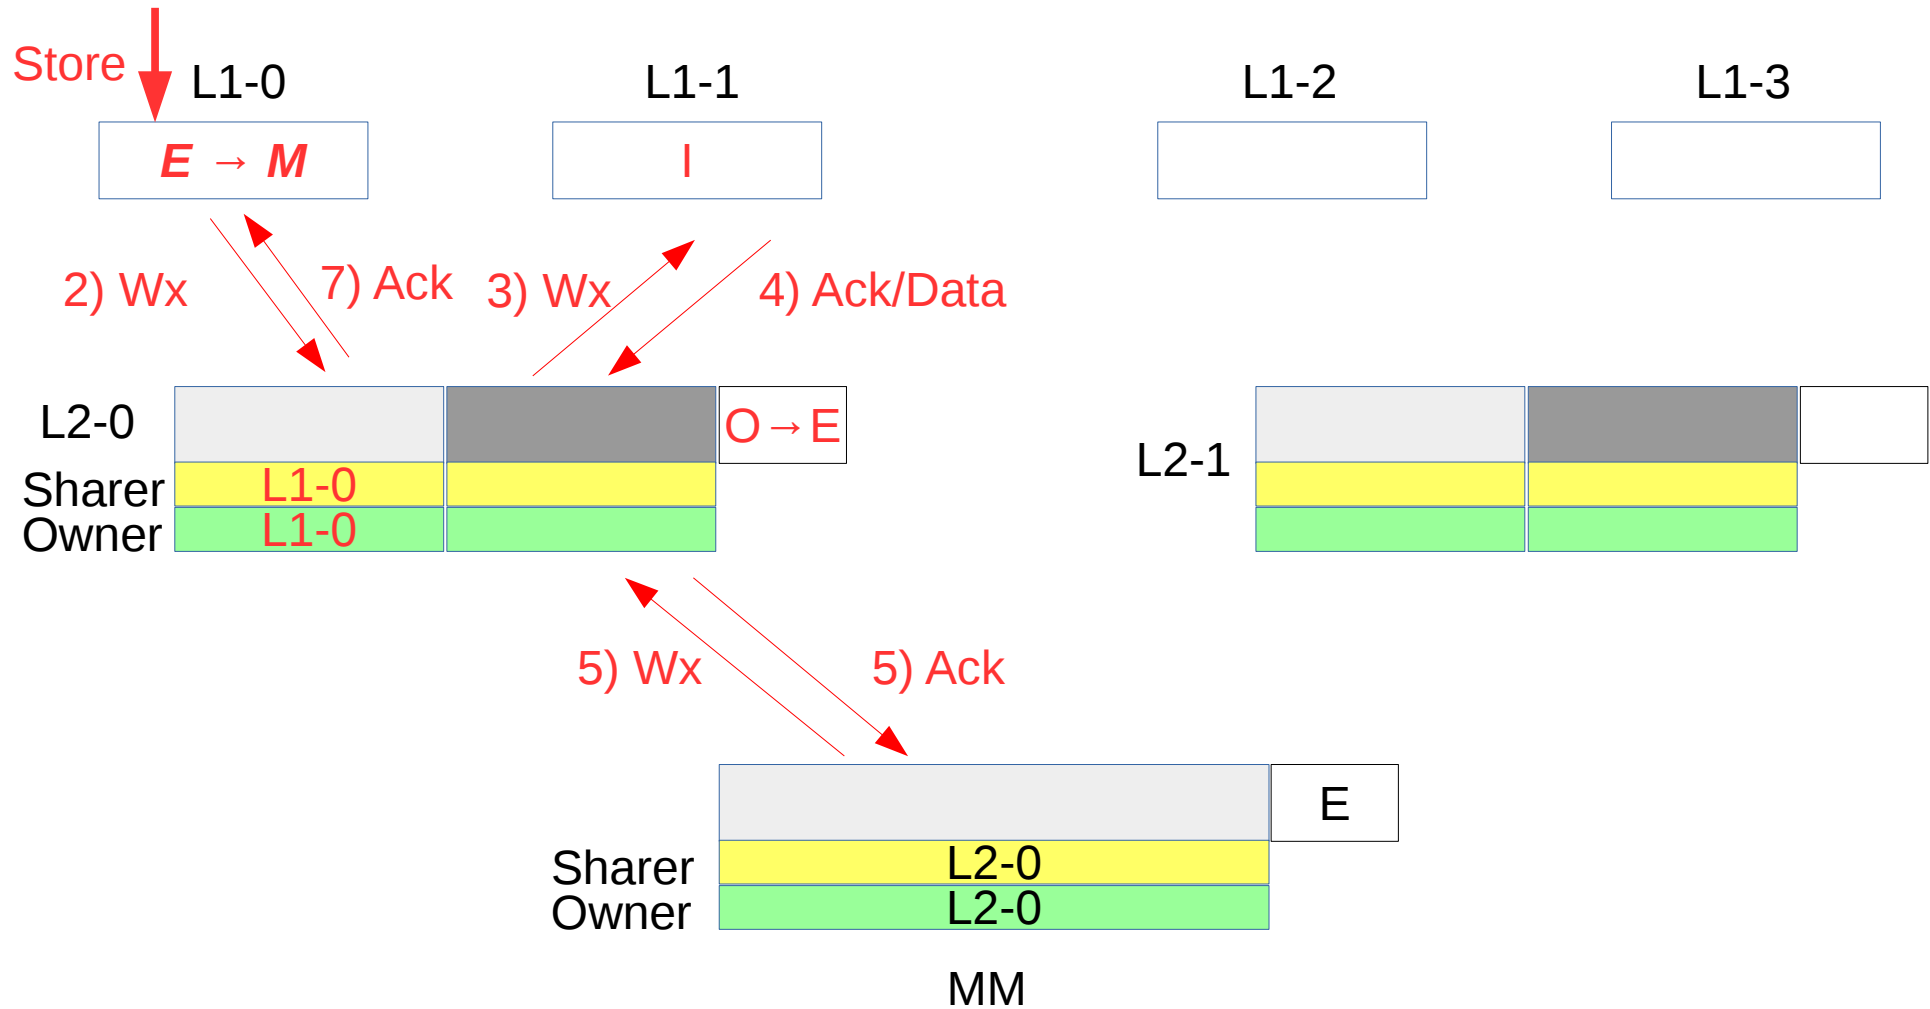 Store
L1-0
L1-1
L1-2
L1-3
E → M
I
2) Wx
7) Ack
3) Wx
4) Ack/Data
L2-0
O→E
L2-1
Sharer
L1-0
Owner
L1-0
5) Wx
5) Ack
E
Sharer
L2-0
Owner
L2-0
MM